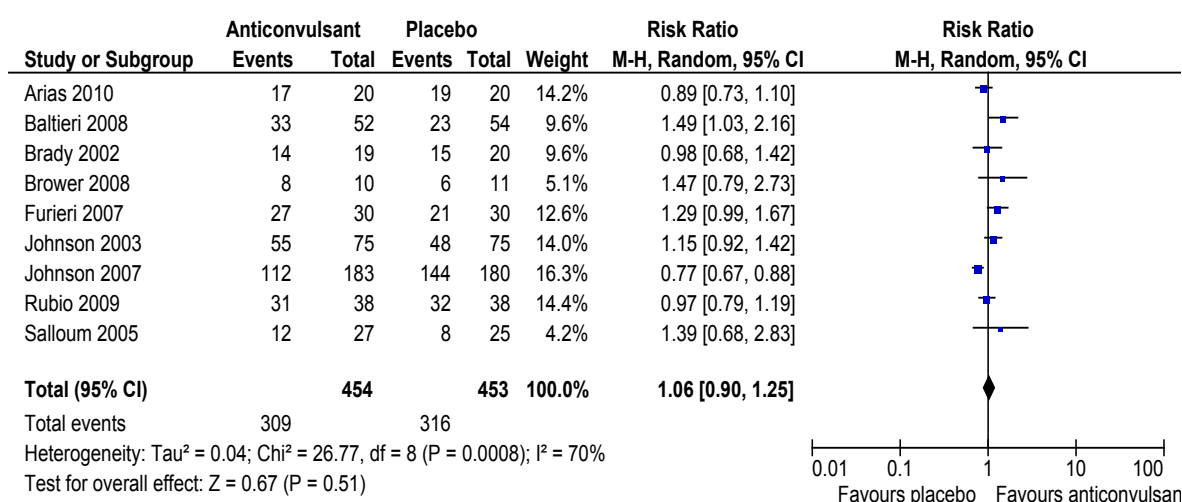 Anticonvulsant Placebo Risk Ratio Risk Ratio
Study or Subgroup Events Total Events Total Weight M-H, Random, 95% CI M-H, Random, 95% CI
Arias 2010 17 20 19 20 14.2% 0.89 [0.73, 1.10]
Baltieri 2008 33 52 23 54 9.6% 1.49 [1.03, 2.16]
Brady 2002 14 19 15 20 9.6% 0.98 [0.68, 1.42]
Brower 2008 8 10 6 11 5.1% 1.47 [0.79, 2.73]
Furieri 2007 27 30 21 30 12.6% 1.29 [0.99, 1.67]
Johnson 2003 55 75 48 75 14.0% 1.15 [0.92, 1.42]
Johnson 2007 112 183 144 180 16.3% 0.77 [0.67, 0.88]
Rubio 2009 31 38 32 38 14.4% 0.97 [0.79, 1.19]
Salloum 2005 12 27 8 25 4.2% 1.39 [0.68, 2.83]
Total (95% CI) 454 453 100.0% 1.06 [0.90, 1.25]
Total events 309 316
Heterogeneity: Tau² = 0.04; Chi² = 26.77, df = 8 (P = 0.0008); I² = 70%
Test for overall effect: Z = 0.67 (P = 0.51)
0.01 0.1 1 10 100
Favours placebo Favours anticonvulsan